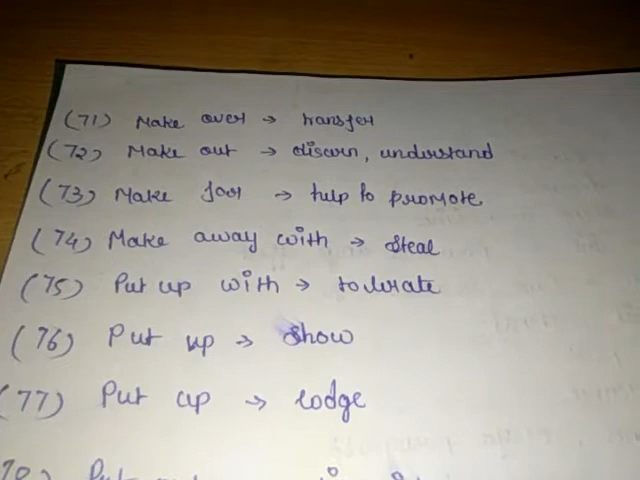 (71) Make over → transfer
(72) Make out → discern, understand
(73) Make for → help to promote
(74) Make away with → steal
(75) Put up with → tolerate
(76) Put up → show
(77) Put up → lodge
Put